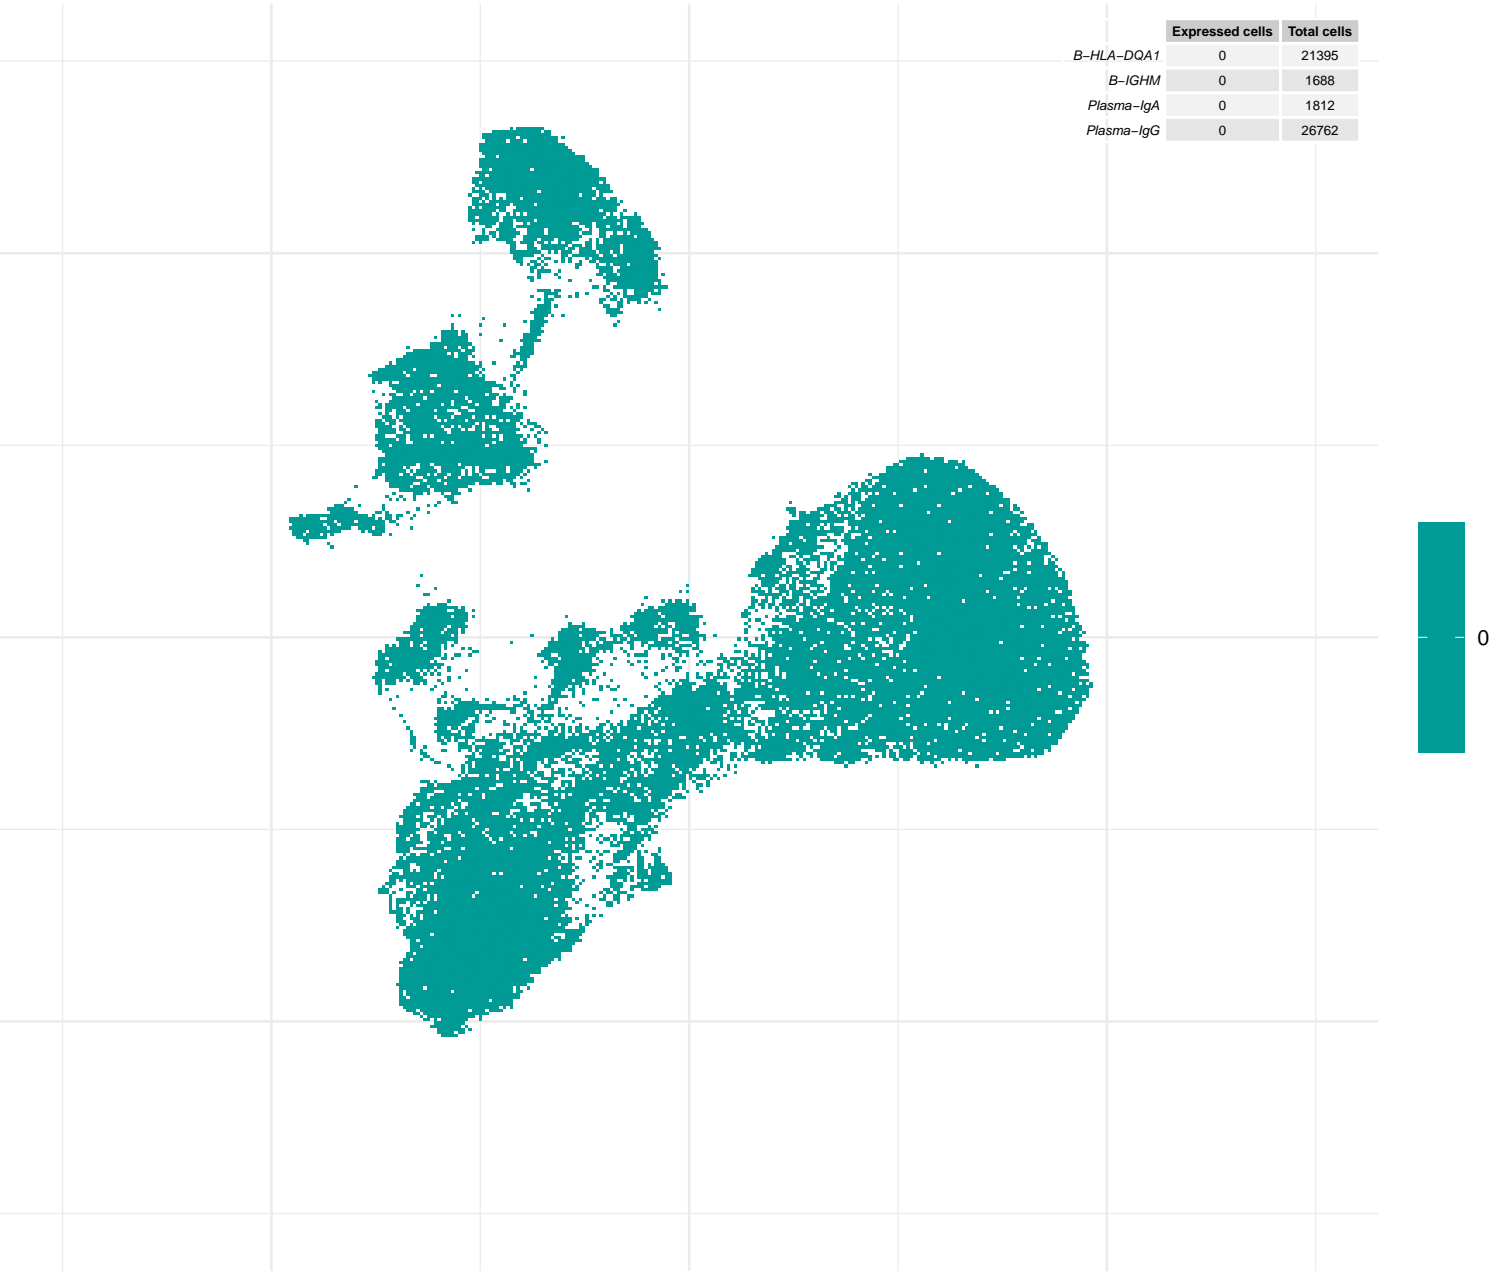 Expressed cells Total cells
B−HLA−DQA1 0 21395
B−IGHM 0 1688
Plasma−IgA 0 1812
Plasma−IgG 0 26762
0